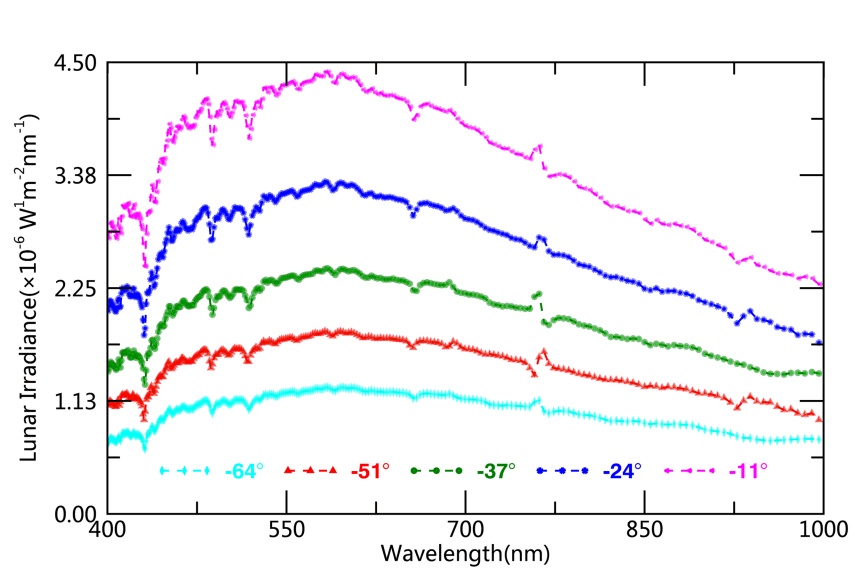 4.50
3.38
2.25
1.13
0.00
Lunar Irradiance(×10⁻⁶ W¹m⁻²nm⁻¹)
-64° -51° -37° -24° -11°
400 550 700 850 1000
Wavelength(nm)